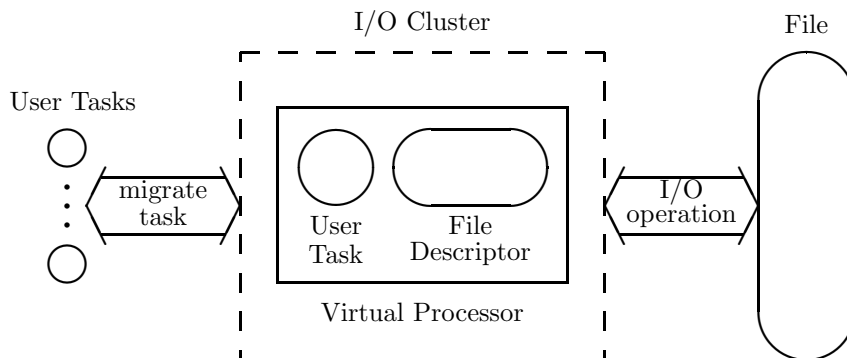 I/O Cluster
File
User Tasks
migrate
task
User
Task
File
Descriptor
I/O
operation
Virtual Processor